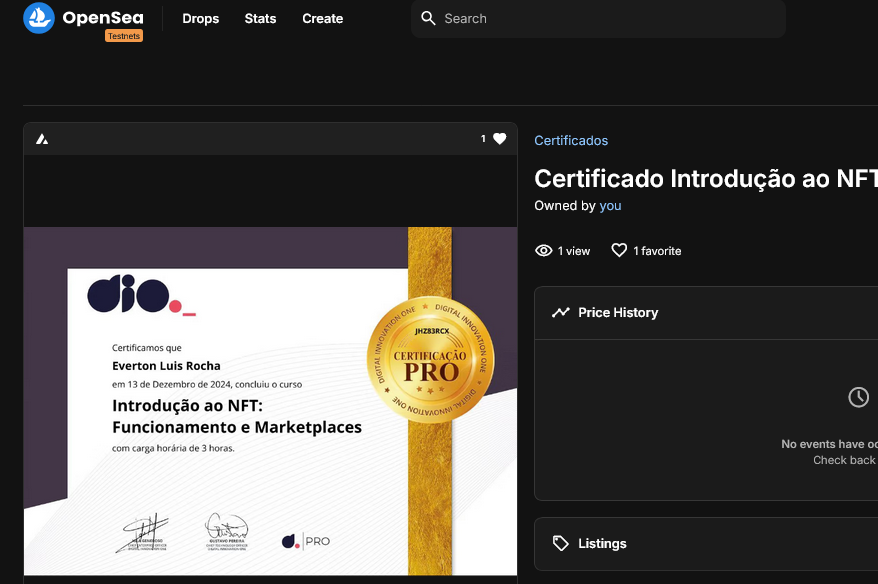 OpenSea
Testnets
Drops
Stats
Create
Search
1
Certificados
Certificado Introdução ao NFT
Owned by you
1 view
1 favorite
Price History
No events have
Check back
Listings
dio.
Certificamos que
Everton Luis Rocha
em 13 de Dezembro de 2024, concluiu o curso
Introdução ao NFT:
Funcionamento e Marketplaces
com carga horária de 3 horas.
DIGITAL INNOVATION ONE
JHZ83RCX
CERTIFICAÇÃO
PRO
DIGITAL INNOVATION ONE
DIGITAL INNOVATION ONE
GUSTAVO PEREIRA
d. PRO